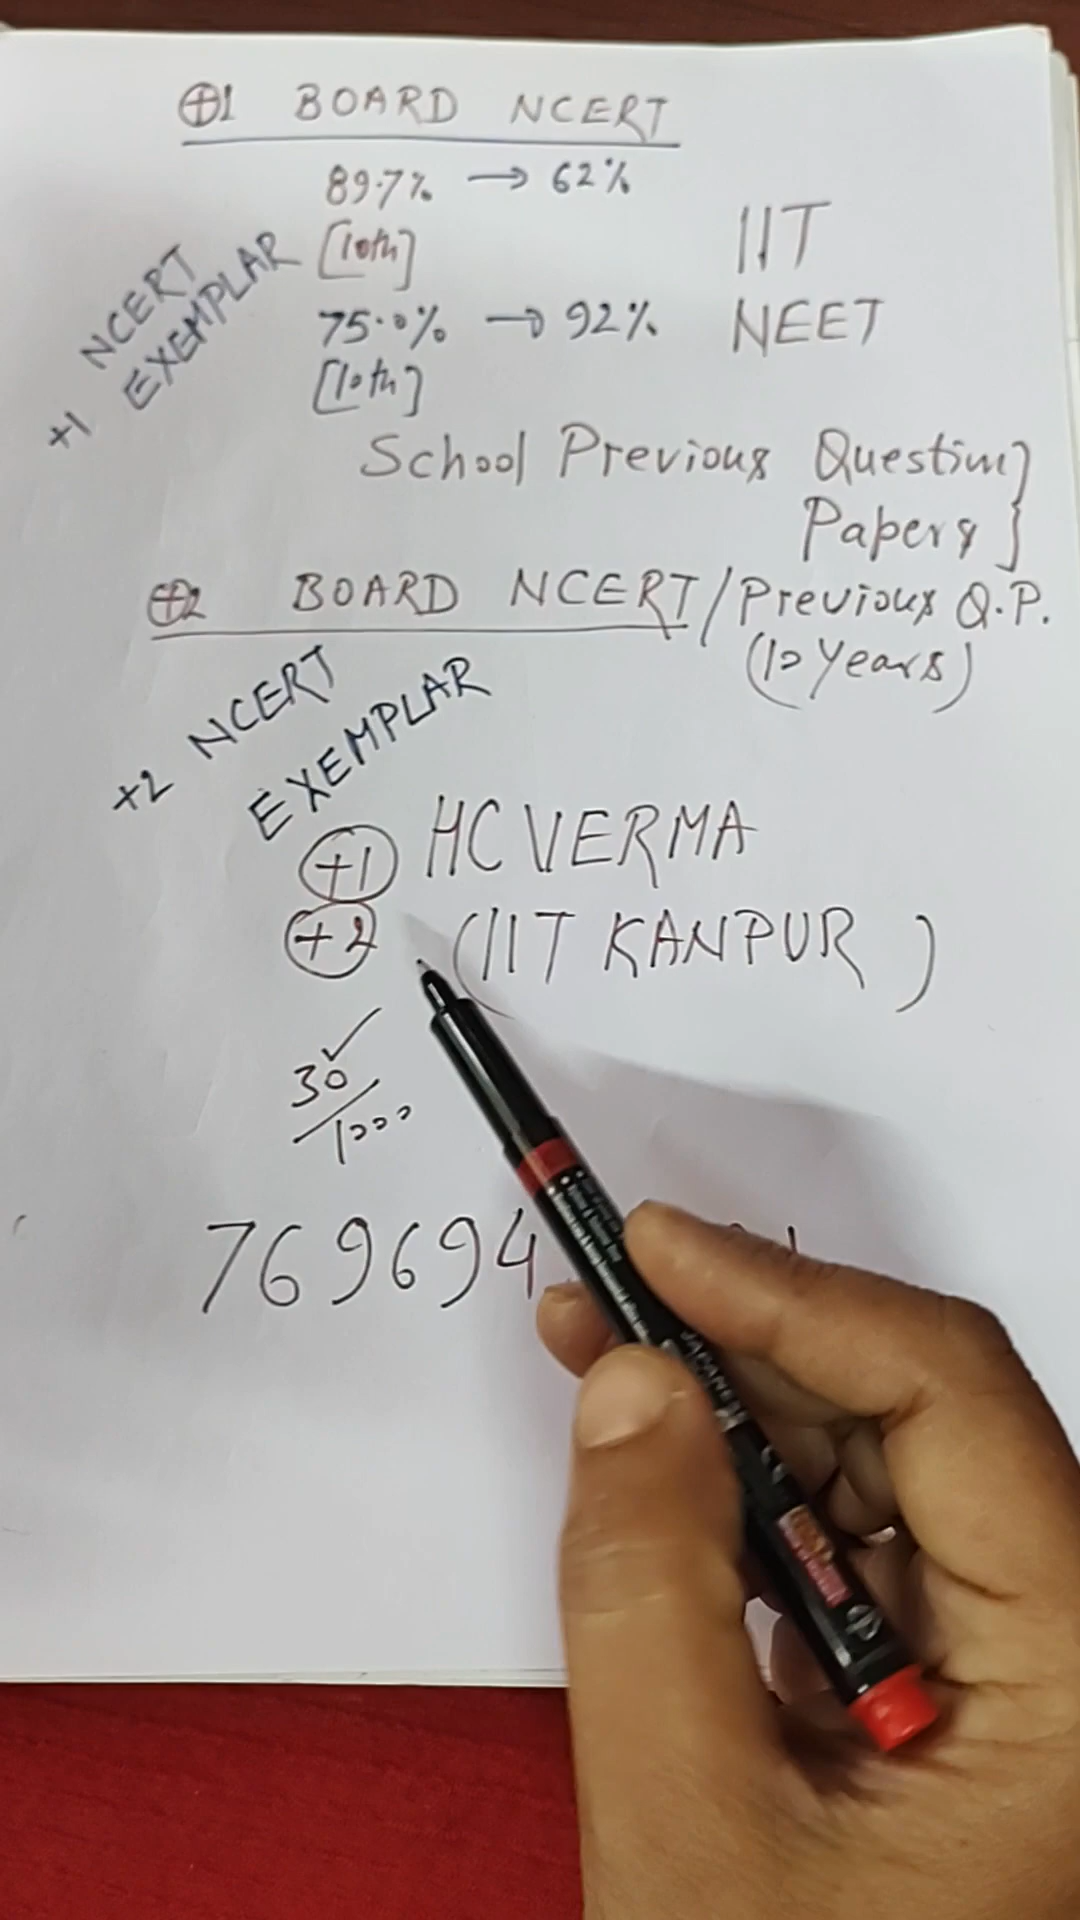 +1 BOARD NCERT
89.7% → 62%
[10th]
IIT
75.0% → 92%
NEET
[10th]
+1 NCERT EXEMPLAR
School Previous Question
Papers}
+2 BOARD NCERT/Previous Q.P.
(10 Years)
+2 NCERT EXEMPLAR
+1 HC VERMA
+2 (IIT KANPUR)
30✓
/1000
769694
JAPANE